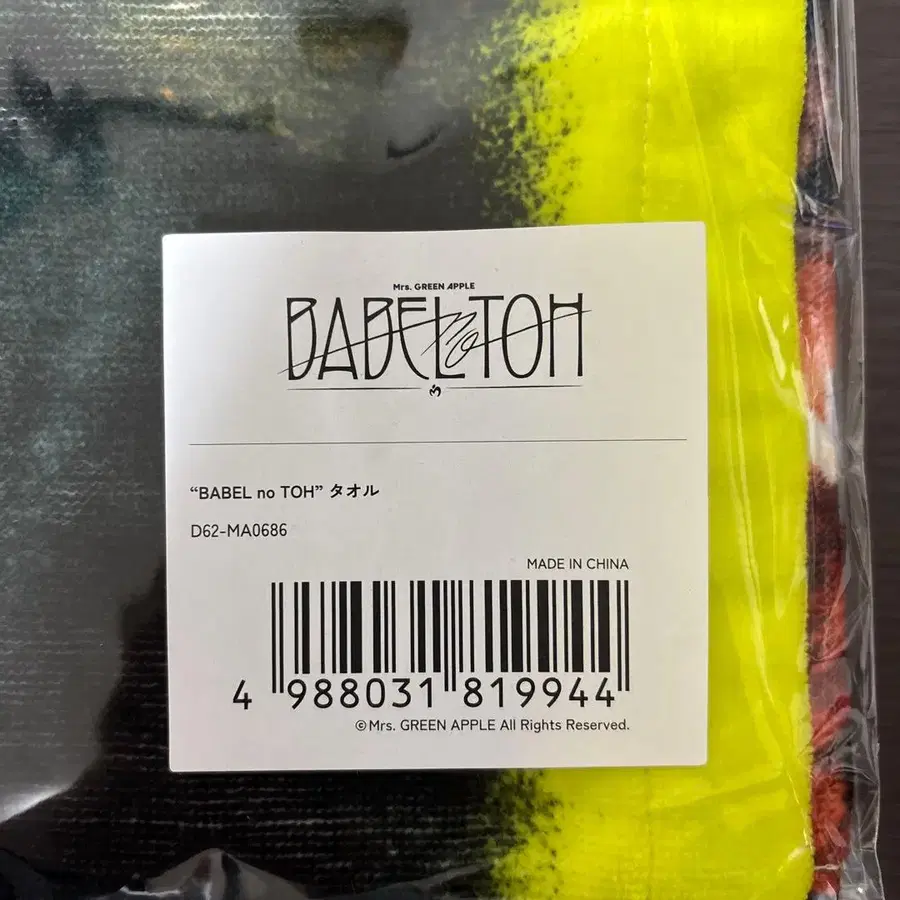 Mrs. GREEN APPLE
BABEL no TOH
“BABEL no TOH” タオル
D62-MA0686
MADE IN CHINA
4 988031 819944
©Mrs. GREEN APPLE All Rights Reserved.